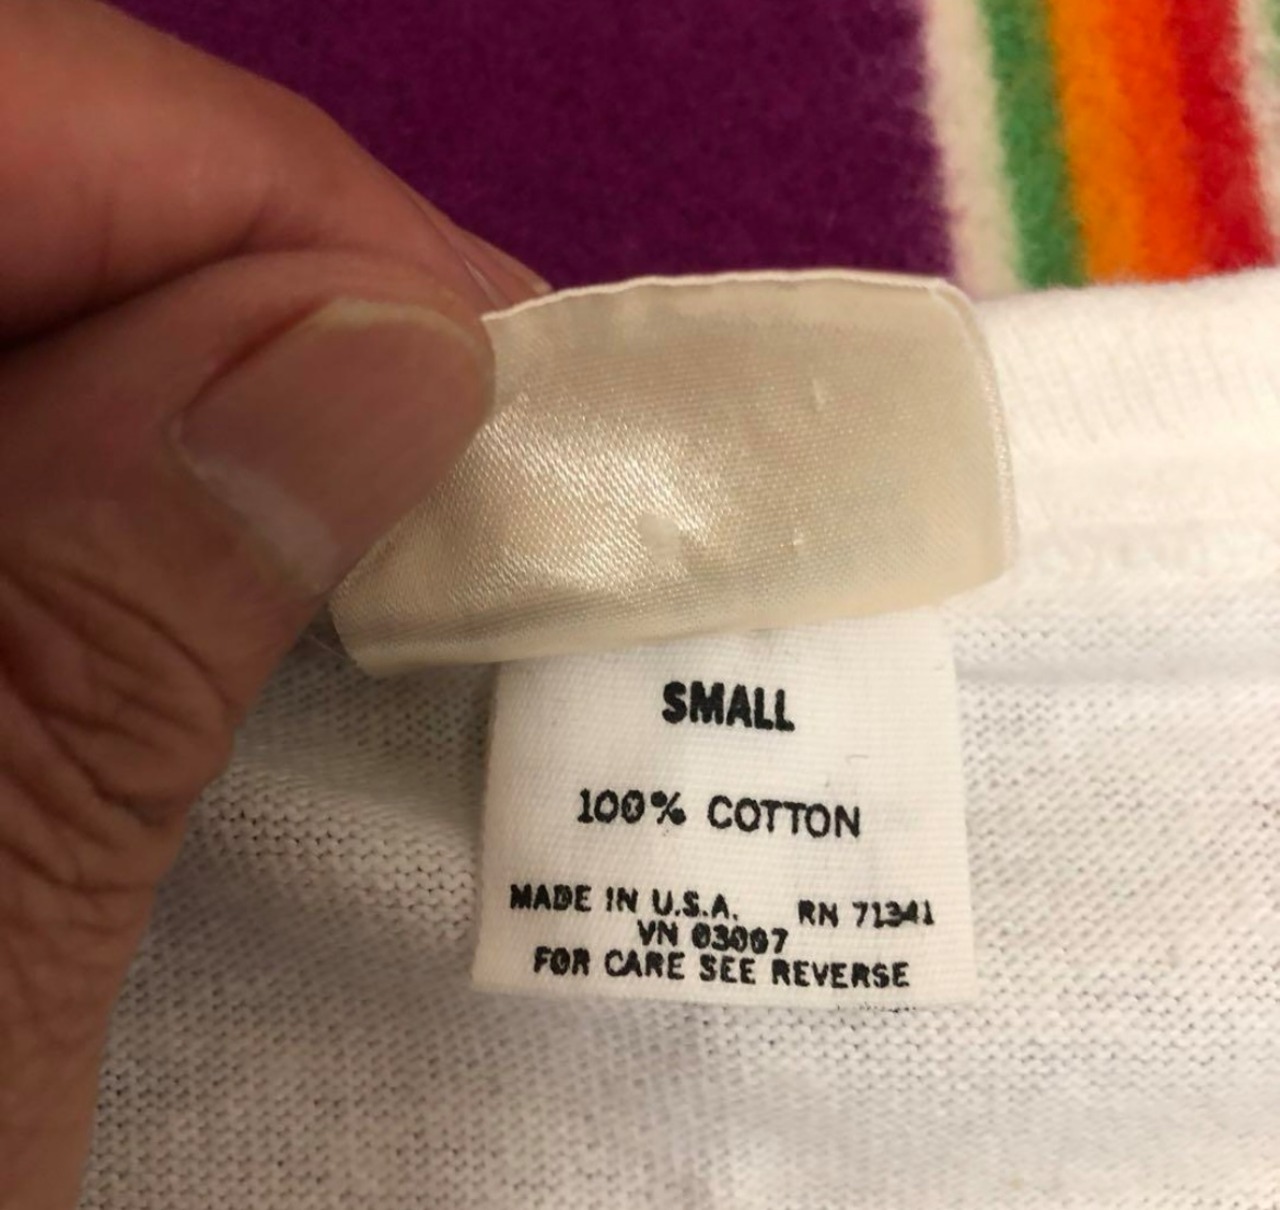 SMALL
100% COTTON
MADE IN U.S.A. RN 71341
VN 03007
FOR CARE SEE REVERSE